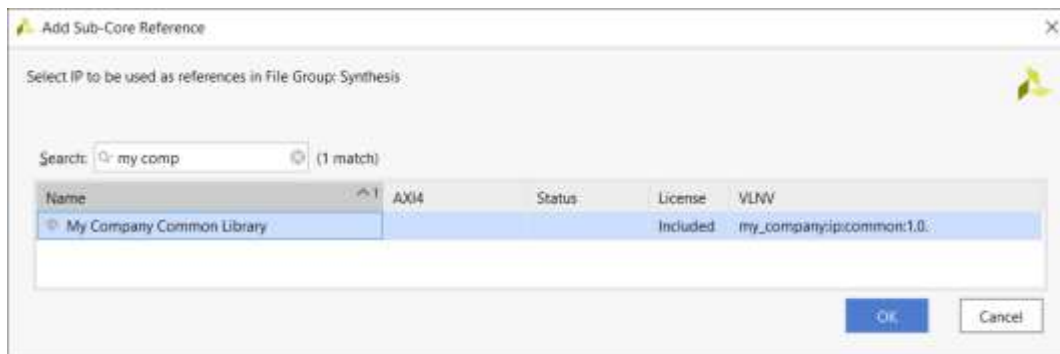 Add Sub-Core Reference
Select IP to be used as references in File Group: Synthesis
Search: my comp (1 match)
Name ^1 AXI4 Status License VLNV
My Company Common Library Included my_company:ip:common:1.0.
OK Cancel